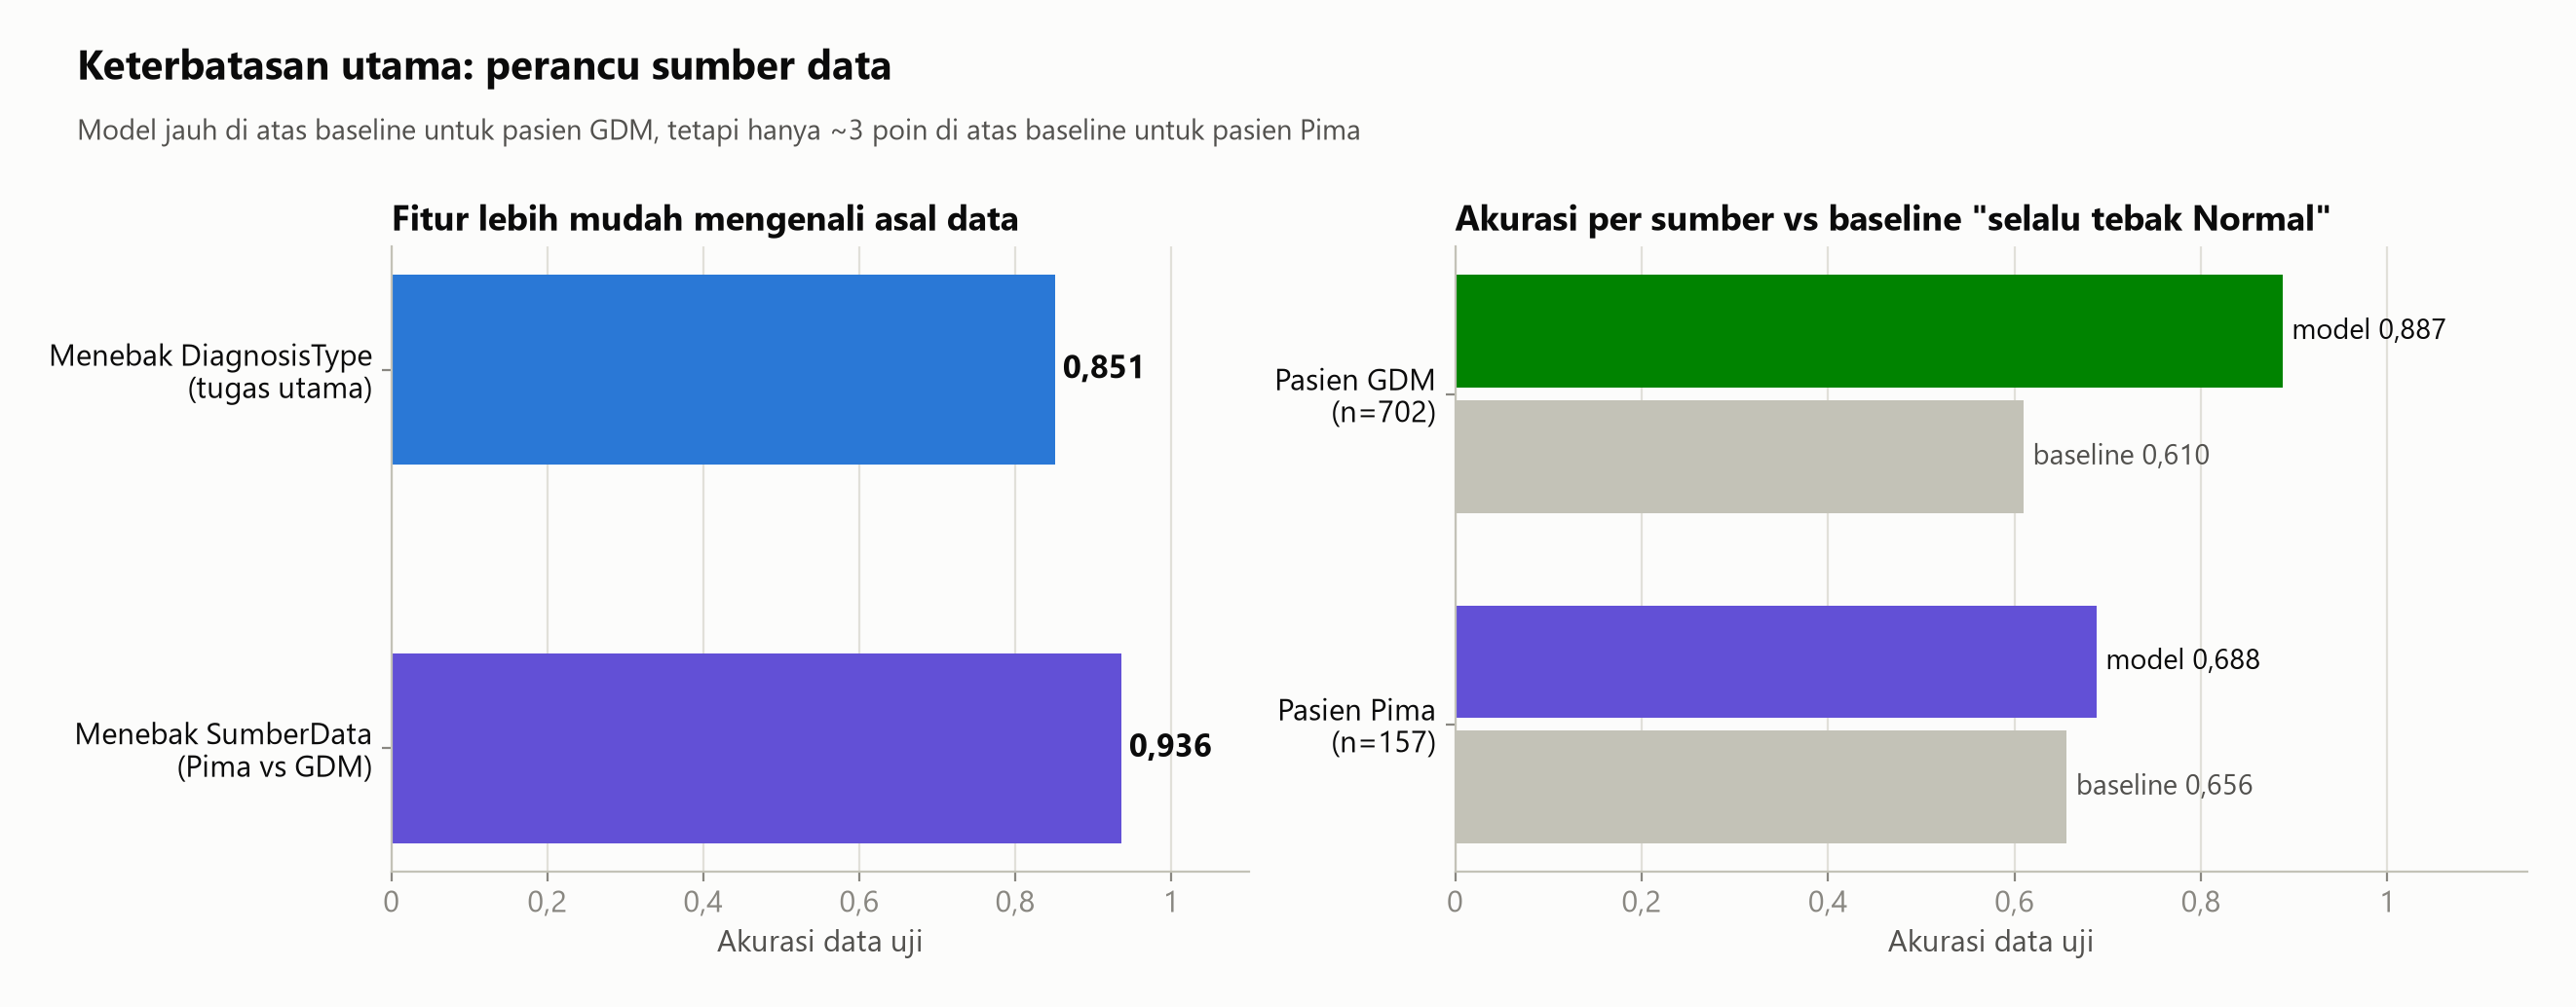 Keterbatasan utama: perancu sumber data
Model jauh di atas baseline untuk pasien GDM, tetapi hanya ~3 poin di atas baseline untuk pasien Pima
Fitur lebih mudah mengenali asal data
Menebak DiagnosisType
(tugas utama)
0,851
Menebak SumberData
(Pima vs GDM)
0,936
0
0,2
0,4
0,6
0,8
1
Akurasi data uji
Akurasi per sumber vs baseline "selalu tebak Normal"
Pasien GDM
(n=702)
model 0,887
baseline 0,610
Pasien Pima
(n=157)
model 0,688
baseline 0,656
0
0,2
0,4
0,6
0,8
1
Akurasi data uji